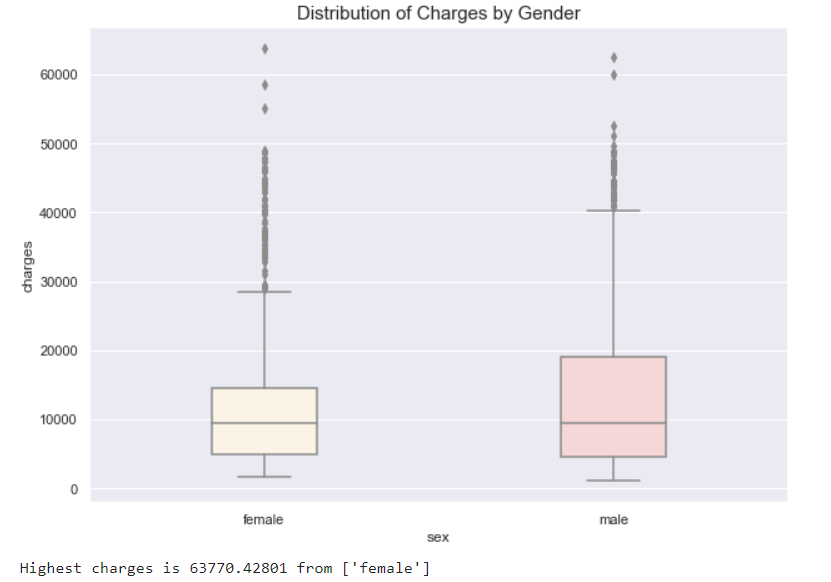 Distribution of Charges by Gender
60000
50000
40000
30000
20000
10000
0
charges
female
male
sex
Highest charges is 63770.42801 from ['female']